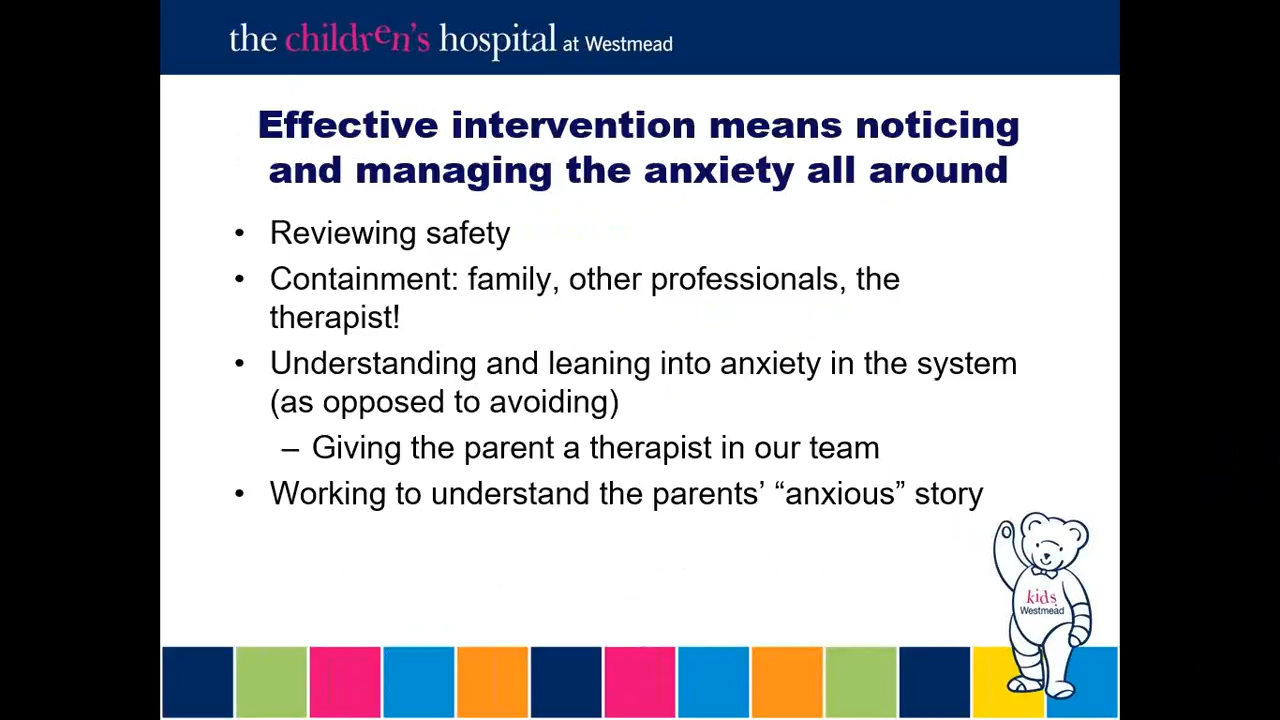 the children's hospital at Westmead
Effective intervention means noticing
and managing the anxiety all around
• Reviewing safety
• Containment: family, other professionals, the
therapist!
• Understanding and leaning into anxiety in the system
(as opposed to avoiding)
– Giving the parent a therapist in our team
• Working to understand the parents’ “anxious” story
kids
Westmead